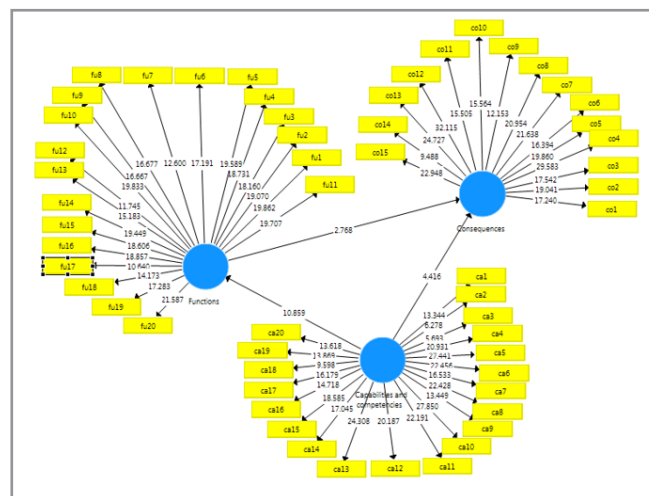 co10
co11
co9
co12
co8
co13
co7
co14
co6
co15
co5
co4
co3
co2
co1
15.564
15.505
12.153
32.115
20.954
24.727
21.638
9.488
16.394
22.948
19.860
29.583
17.542
19.041
17.240
Consequences
fu8
fu7
fu6
fu5
fu9
fu4
fu10
fu3
fu2
fu12
fu1
fu13
fu11
fu14
fu15
fu16
fu17
fu18
fu19
fu20
16.677
12.600
17.191
19.589
16.667
18.731
19.833
18.160
19.070
11.745
19.862
15.183
19.707
19.449
18.606
18.857
10.640
14.173
17.283
21.587
Functions
2.768
4.416
10.859
ca1
ca2
ca3
ca4
ca5
ca6
ca7
ca8
ca9
ca10
ca11
ca12
ca13
ca14
ca15
ca16
ca17
ca18
ca19
ca20
13.344
6.278
5.693
20.931
27.441
22.456
16.533
22.428
13.449
27.850
22.191
20.187
24.308
17.045
18.585
14.718
16.179
9.598
13.869
13.618
Capabilities and
competencies